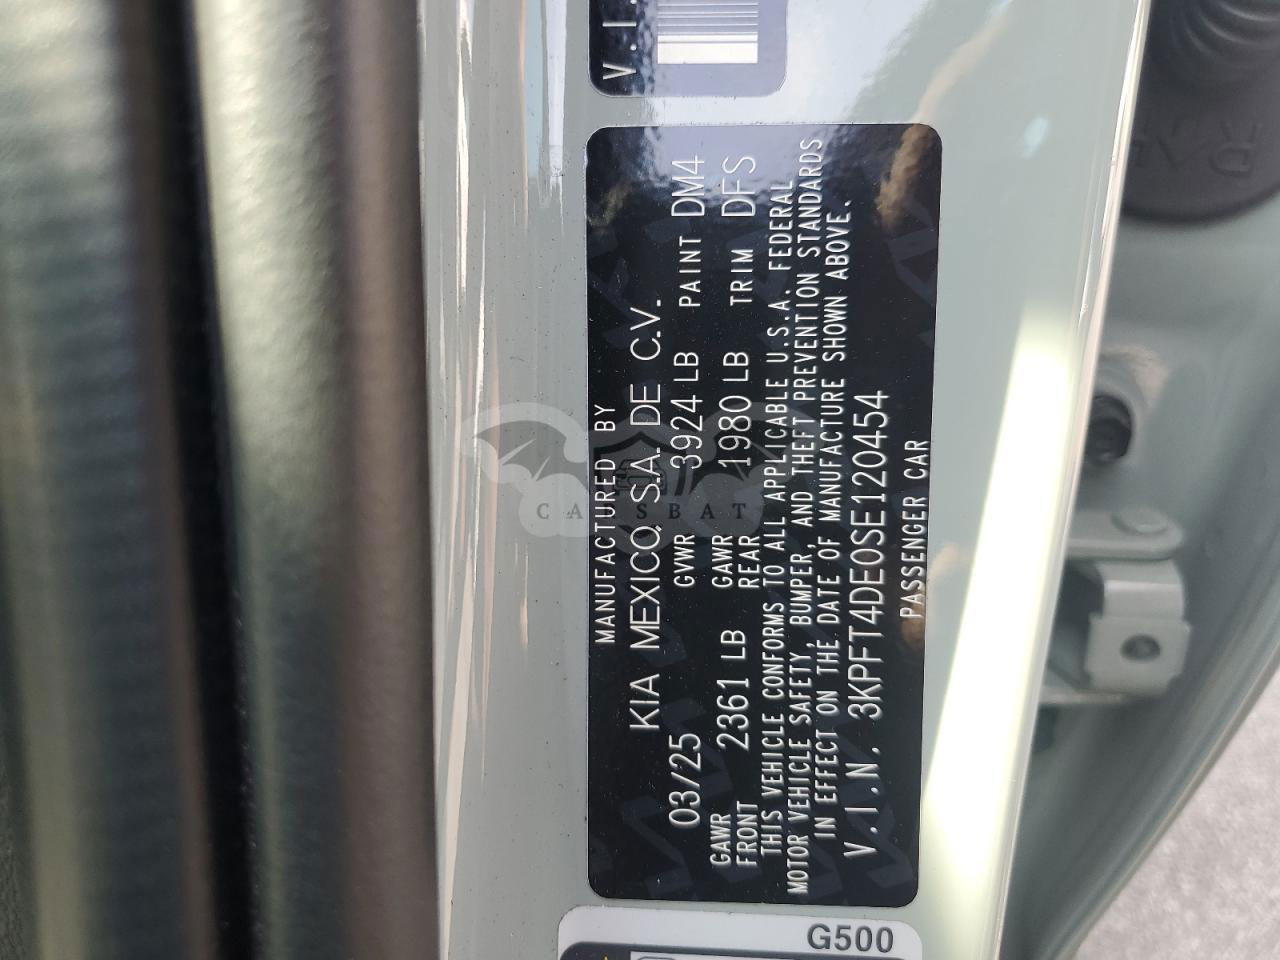 V.I.
MANUFACTURED BY
KIA MEXICO, S.A. DE C.V.
03/25 GVWR 3924 LB PAINT DM4
GAWR FRONT 2361 LB GAWR REAR 1980 LB TRIM DFS
THIS VEHICLE CONFORMS TO ALL APPLICABLE U.S.A. FEDERAL
MOTOR VEHICLE SAFETY, BUMPER, AND THEFT PREVENTION STANDARDS
IN EFFECT ON THE DATE OF MANUFACTURE SHOWN ABOVE.
V.I.N. 3KPFT4DE0SE120454
PASSENGER CAR
G500
CARSBAT